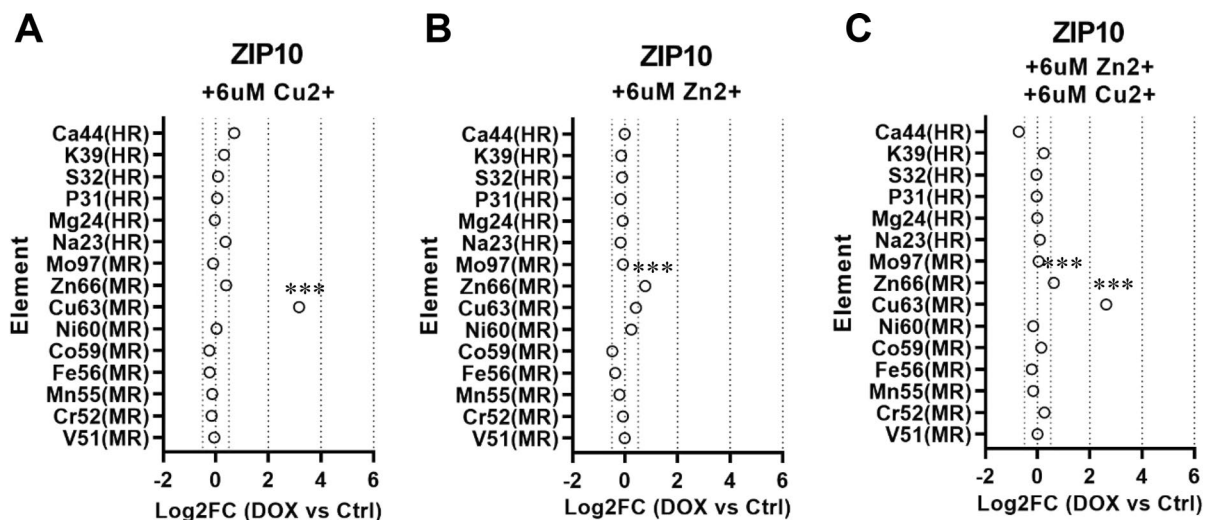 A
ZIP10
+6uM Cu2+
Element
Ca44(HR)
K39(HR)
S32(HR)
P31(HR)
Mg24(HR)
Na23(HR)
Mo97(MR)
Zn66(MR)
***
Cu63(MR)
Ni60(MR)
Co59(MR)
Fe56(MR)
Mn55(MR)
Cr52(MR)
V51(MR)
-2 0 2 4 6
Log2FC (DOX vs Ctrl)
B
ZIP10
+6uM Zn2+
Element
Ca44(HR)
K39(HR)
S32(HR)
P31(HR)
Mg24(HR)
Na23(HR)
Mo97(MR) ***
Zn66(MR)
Cu63(MR)
Ni60(MR)
Co59(MR)
Fe56(MR)
Mn55(MR)
Cr52(MR)
V51(MR)
-2 0 2 4 6
Log2FC (DOX vs Ctrl)
C
ZIP10
+6uM Zn2+
+6uM Cu2+
Element
Ca44(HR)
K39(HR)
S32(HR)
P31(HR)
Mg24(HR)
Na23(HR)
Mo97(MR) ***
Zn66(MR) ***
Cu63(MR)
Ni60(MR)
Co59(MR)
Fe56(MR)
Mn55(MR)
Cr52(MR)
V51(MR)
-2 0 2 4 6
Log2FC (DOX vs Ctrl)